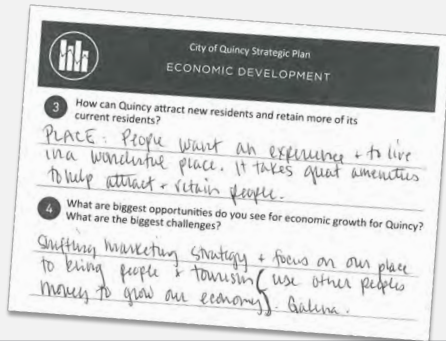 City of Quincy Strategic Plan
ECONOMIC DEVELOPMENT
3 How can Quincy attract new residents and retain more of its
current residents?
PLACE: People want an experience + to live
in a wonderful place. It takes great amenities
to help attract + retain people.
4 What are biggest opportunities do you see for economic growth for Quincy?
What are the biggest challenges?
Shifting marketing strategy + focus on our place
to bring people + tourism (use other peoples
money to grow our economy). Galena.